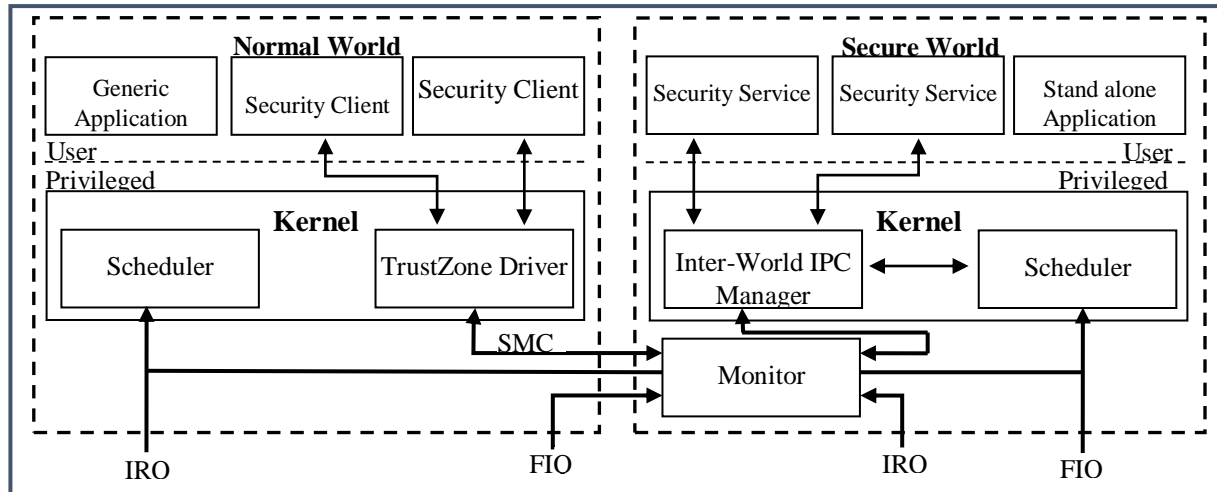 Normal World
Generic
Application
Security Client
Security Client
User
Privileged
Kernel
Scheduler
TrustZone Driver
SMC
Secure World
Security Service
Security Service
Stand alone
Application
User
Privileged
Kernel
Inter-World IPC
Manager
Scheduler
Monitor
IRO
FIO
IRO
FIO